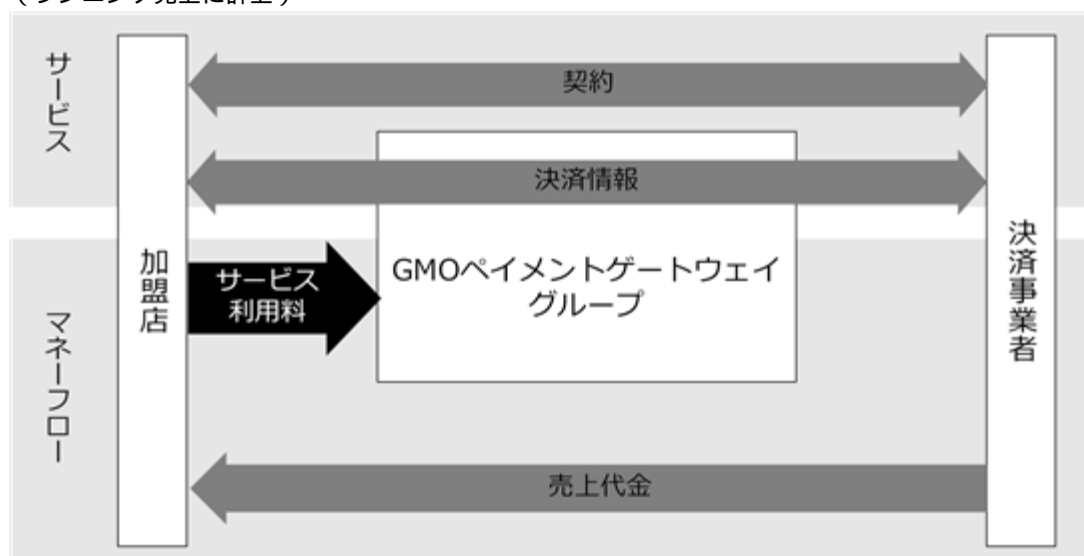 サービス
契約
決済情報
加盟店
決済事業者
GMOペイメントゲートウェイ
グループ
サービス
利用料
マネーフロー
売上代金